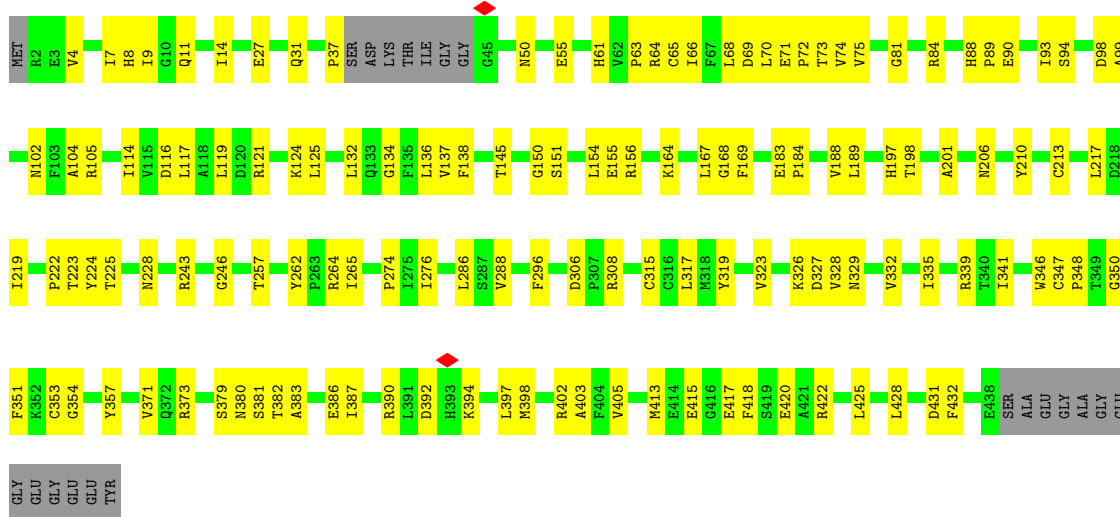 MET R2 E3 V4 I7 H8 I9 G10 Q11 I14 E27 Q31 P37 SER ASP LYS THR ILE GLY GLY G45 N50 E55 H61 V62 P63 R64 C65 I66 F67 L68 D69 L70 E71 P72 T73 V74 V75 G81 R84 H88 P89 E90 I93 S94 D98 A99
N102 F103 A104 R105 I114 V115 D116 L117 A118 L119 D120 R121 K124 L125 L132 Q133 G134 F135 L136 V137 F138 T145 G150 S151 L154 E155 R156 K164 L167 G168 F169 E183 P184 V188 L189 H197 T198 A201 N206 Y210 C213 L217 D218
I219 P222 T223 Y224 T225 N228 R243 G246 T257 Y262 P263 R264 I265 P274 I275 I276 L286 S287 V288 F296 D306 P307 R308 C315 C316 L317 M318 Y319 V323 K326 D327 V328 N329 V332 I335 R339 T340 I341 W346 C347 P348 T349 G350
F351 K352 C353 G354 Y357 V371 Q372 R373 S379 N380 S381 T382 A383 E386 I387 R390 L391 D392 H393 K394 L397 M398 R402 A403 F404 V405 M413 E414 E415 G416 E417 F418 S419 E420 A421 R422 L425 L428 D431 F432 E438 SER ALA GLU GLY ALA GLY GLU
GLY GLU GLY GLU GLU TYR